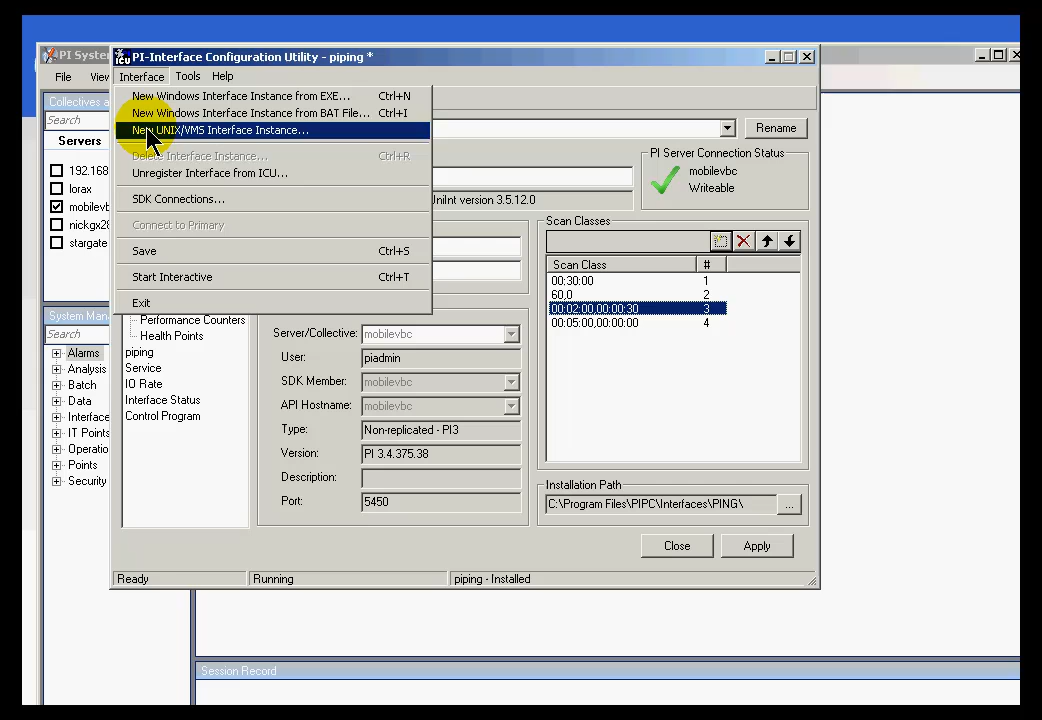 PI Syste
PI-Interface Configuration Utility - piping *
File
View
Interface Tools Help
Collectives a
Search
Servers
192.168
lorax
mobilevb
nickgx28
stargate
New Windows Interface Instance from EXE... Ctrl+N
New Windows Interface Instance from BAT File... Ctrl+I
New UNIX/VMS Interface Instance...
Delete Interface Instance... Ctrl+R
Unregister Interface from ICU...
SDK Connections...
Connect to Primary
Save Ctrl+S
Start Interactive Ctrl+T
Exit
Rename
PI Server Connection Status
mobilevbc
Writeable
UniInt version 3.5.12.0
Scan Classes
Scan Class #
00:30:00 1
60,0 2
00:02:00,00:00:30 3
00:05:00,00:00:00 4
System Man
Search
Alarms
Analysis
Batch
Data
Interface
IT Points
Operatio
Points
Security
Performance Counters
Health Points
piping
Service
IO Rate
Interface Status
Control Program
Server/Collective: mobilevbc
User: piadmin
SDK Member: mobilevbc
API Hostname: mobilevbc
Type: Non-replicated - PI3
Version: PI 3.4.375.38
Description:
Port: 5450
Installation Path
C:\Program Files\PIPC\Interfaces\PING\ ...
Close Apply
Ready Running piping - Installed
Session Record